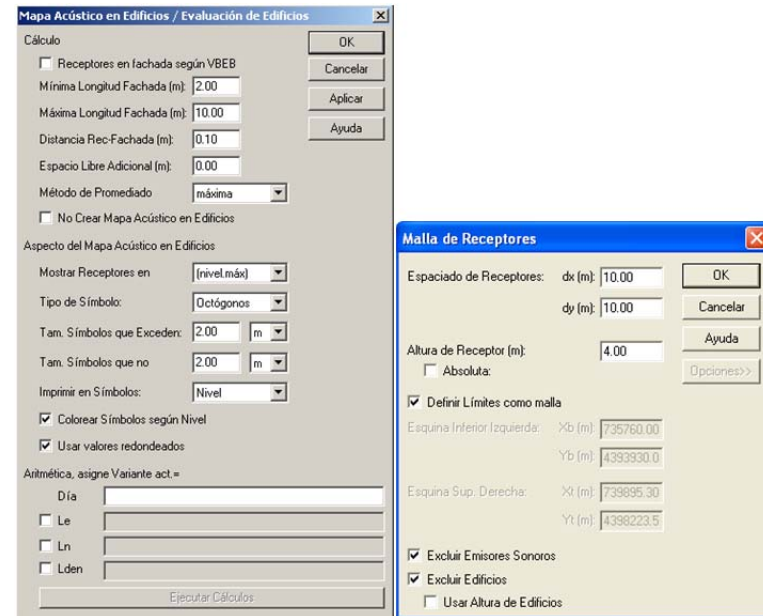 Mapa Acústico en Edificios / Evaluación de Edificios
Cálculo
OK
Receptores en fachada según VBEB
Cancelar
Mínima Longitud Fachada (m): 2.00
Aplicar
Máxima Longitud Fachada (m): 10.00
Ayuda
Distancia Rec-Fachada (m): 0.10
Espacio Libre Adicional (m): 0.00
Método de Promediado máxima
No Crear Mapa Acústico en Edificios
Aspecto del Mapa Acústico en Edificios
Mostrar Receptores en (nivel.máx)
Tipo de Símbolo: Octógonos
Tam. Símbolos que Exceden: 2.00 m
Tam. Símbolos que no 2.00 m
Imprimir en Símbolos: Nivel
Colorear Símbolos según Nivel
Usar valores redondeados
Aritmética, asigne Variante act.=
Día
Le
Ln
Lden
Ejecutar Cálculos
Malla de Receptores
Espaciado de Receptores: dx (m): 10.00
OK
dy (m): 10.00
Cancelar
Ayuda
Altura de Receptor (m): 4.00
Absoluta:
Opciones>>
Definir Límites como malla
Esquina Inferior Izquierda: Xb (m): 735760.00
Yb (m): 4393930.0
Esquina Sup. Derecha: Xt (m): 739895.30
Yt (m): 4398223.5
Excluir Emisores Sonoros
Excluir Edificios
Usar Altura de Edificios